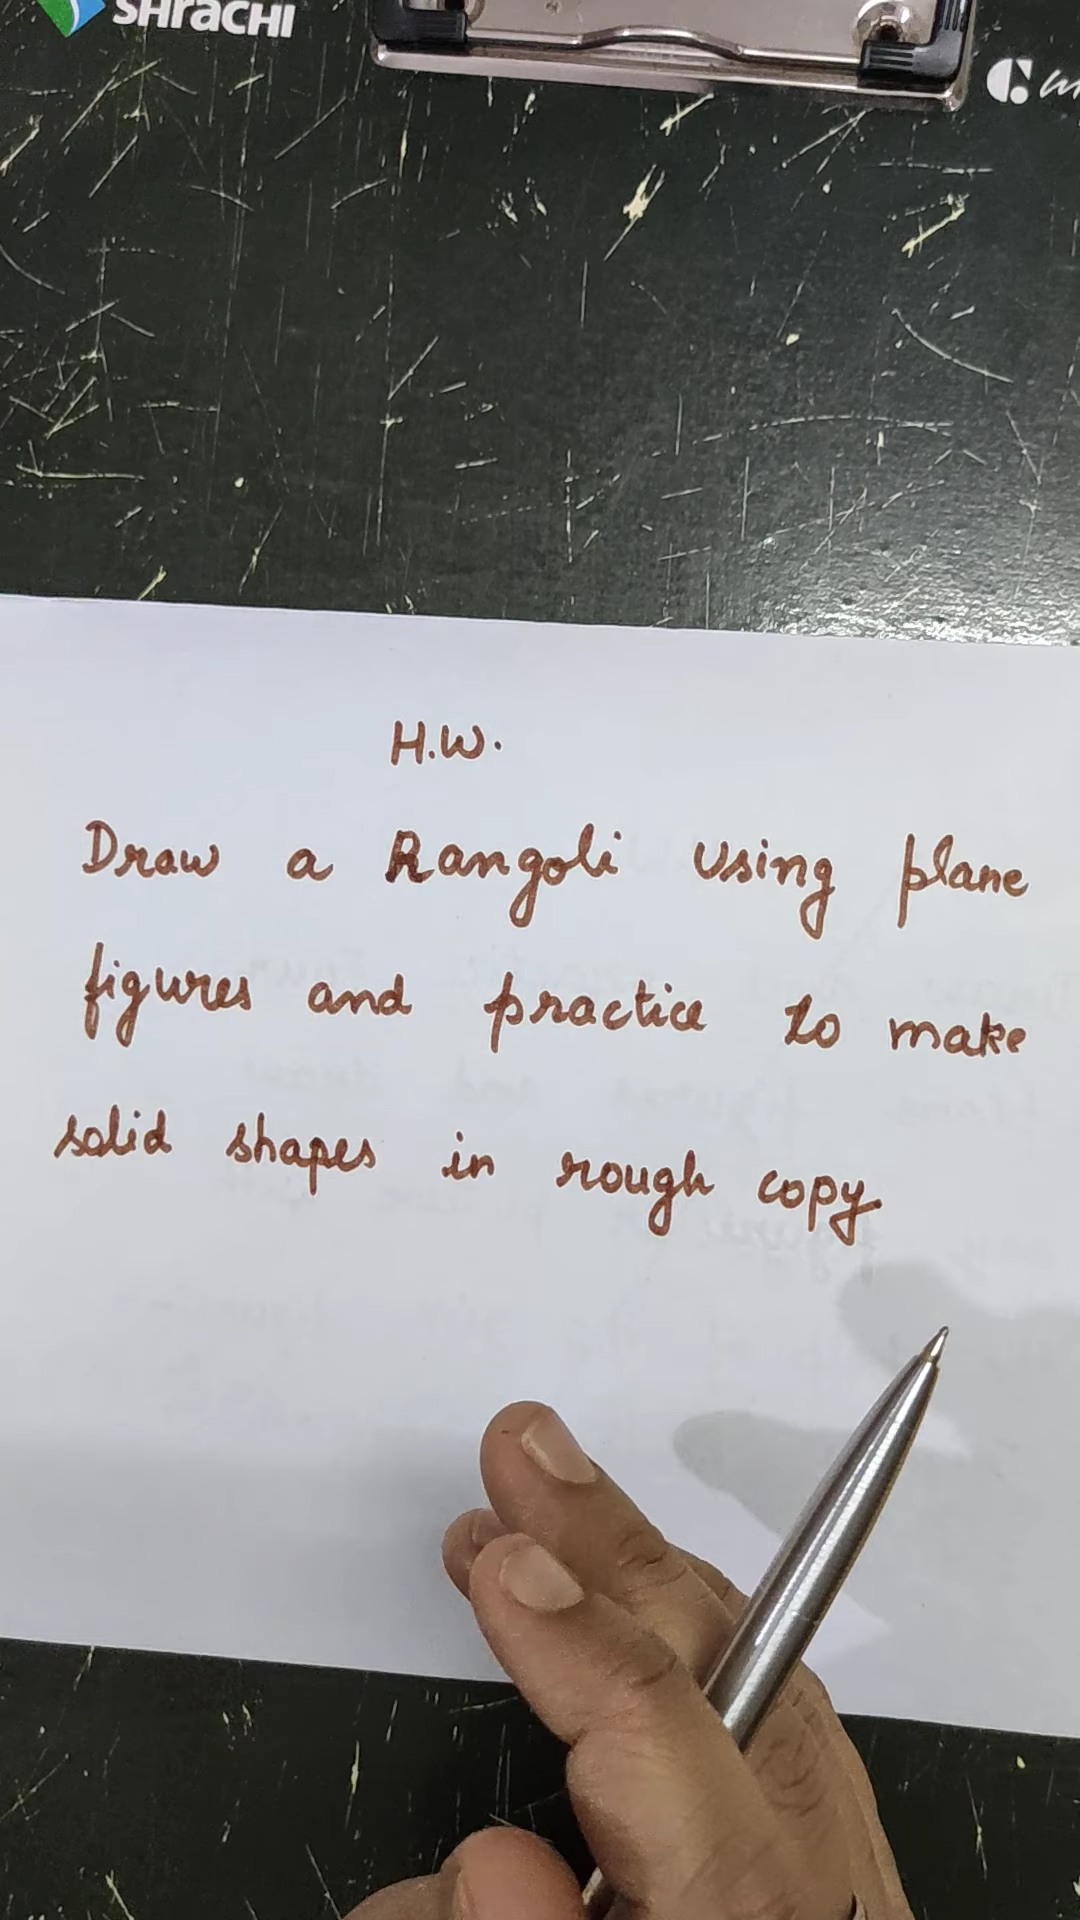 SHraCHI
H.W.
Draw a Rangoli using plane
figures and practice to make
solid shapes in rough copy.